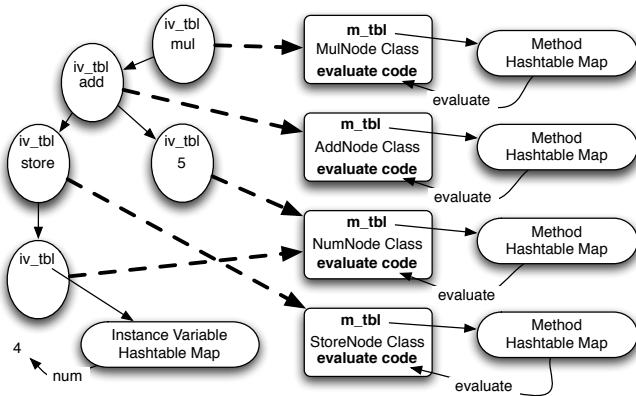 iv_tbl
mul
m_tbl
MulNode Class
evaluate code
Method
Hashtable Map
evaluate
iv_tbl
add
m_tbl
AddNode Class
evaluate code
Method
Hashtable Map
evaluate
iv_tbl
store
iv_tbl
5
m_tbl
NumNode Class
evaluate code
Method
Hashtable Map
evaluate
iv_tbl
Instance Variable
Hashtable Map
4
num
m_tbl
StoreNode Class
evaluate code
Method
Hashtable Map
evaluate